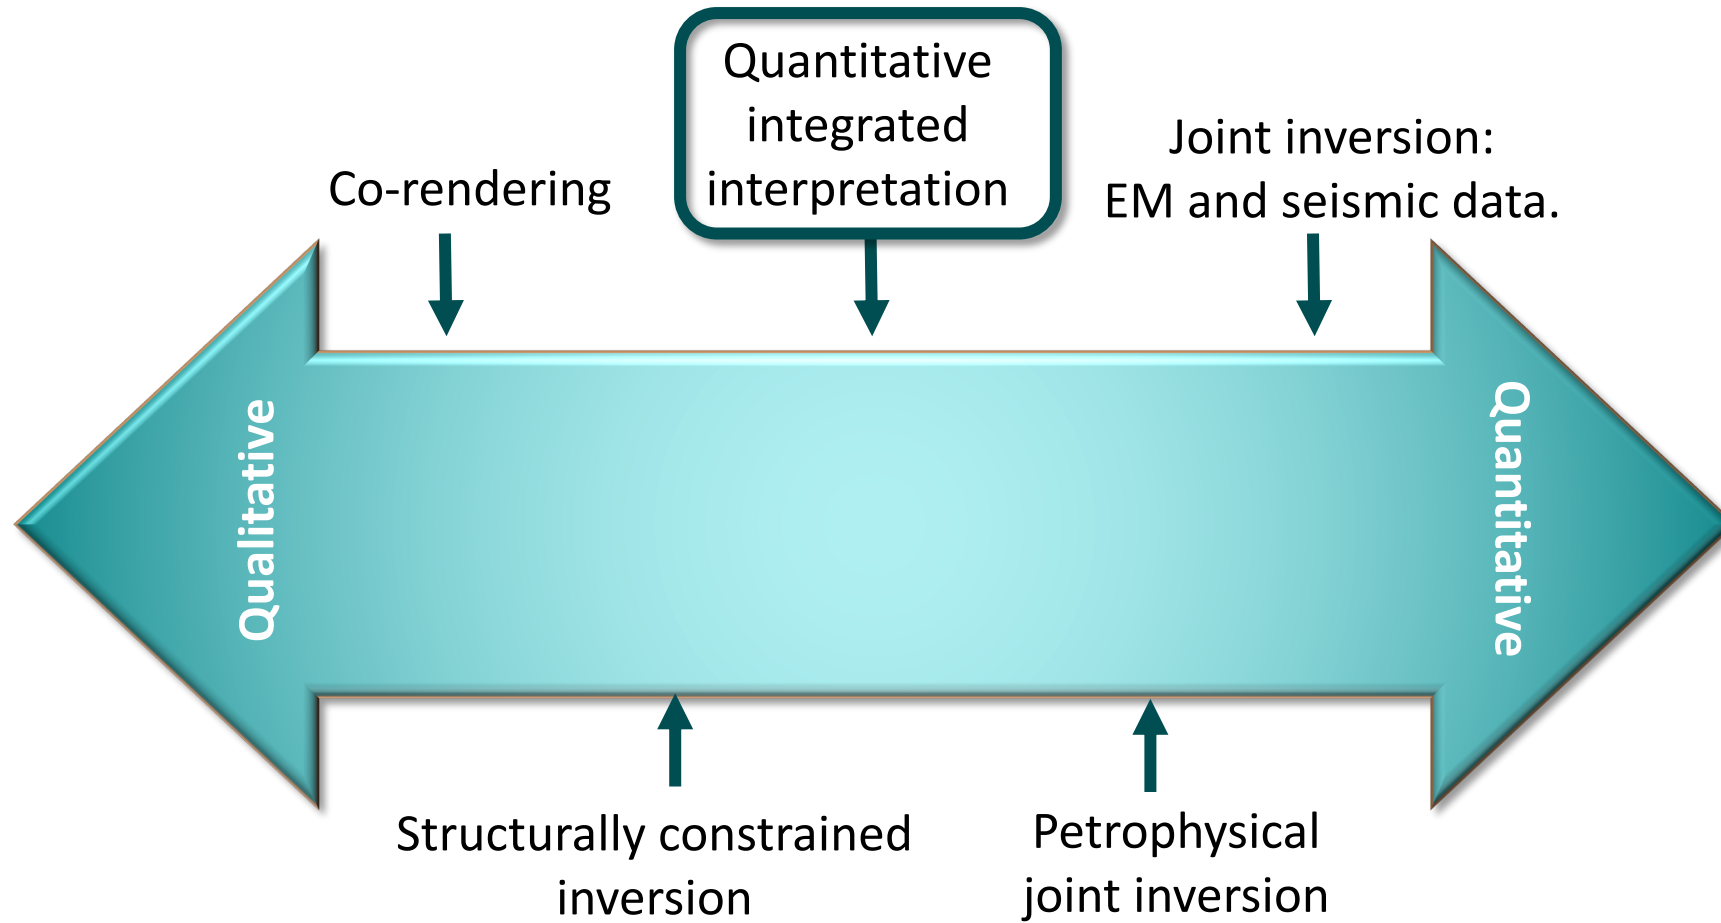 Quantitative
integrated
interpretation
Co-rendering
Joint inversion:
EM and seismic data.
Qualitative
Quantitative
Structurally constrained
inversion
Petrophysical
joint inversion